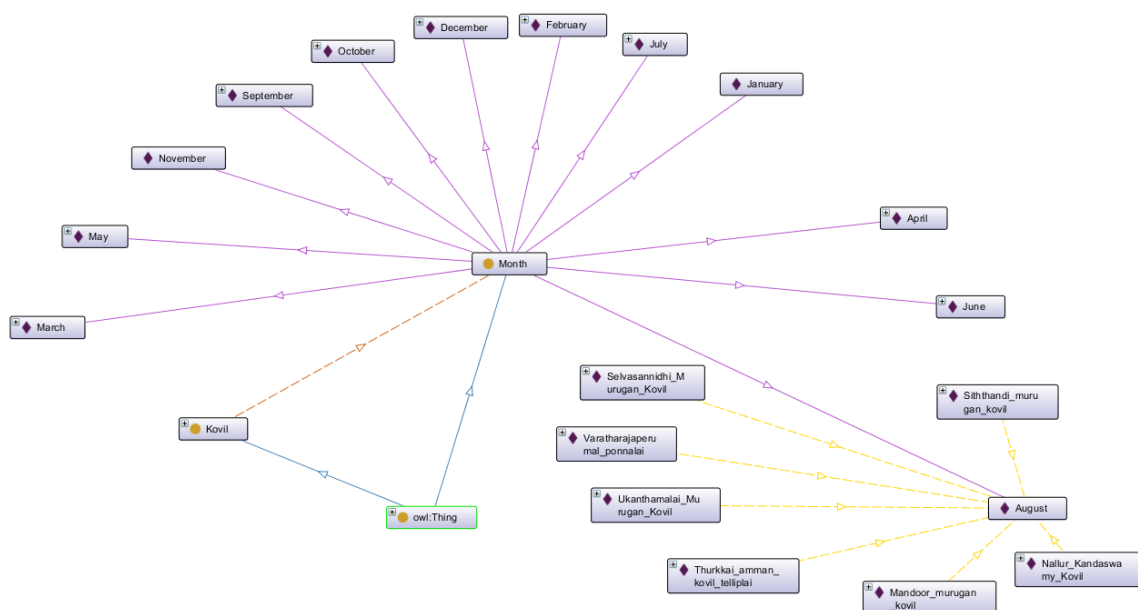 December
February
July
October
January
September
November
April
May
Month
June
March
Selvasannidhi_M
urugan_Kovil
Siththandi_muru
gan_kovil
Kovil
Varatharajaperu
mal_ponnalai
Ukanthamalai_Mu
rugan_Kovil
August
owl:Thing
Thurkkai_amman_
kovil_telliplai
Nallur_Kandaswa
my_Kovil
Mandoor_murugan
_kovil